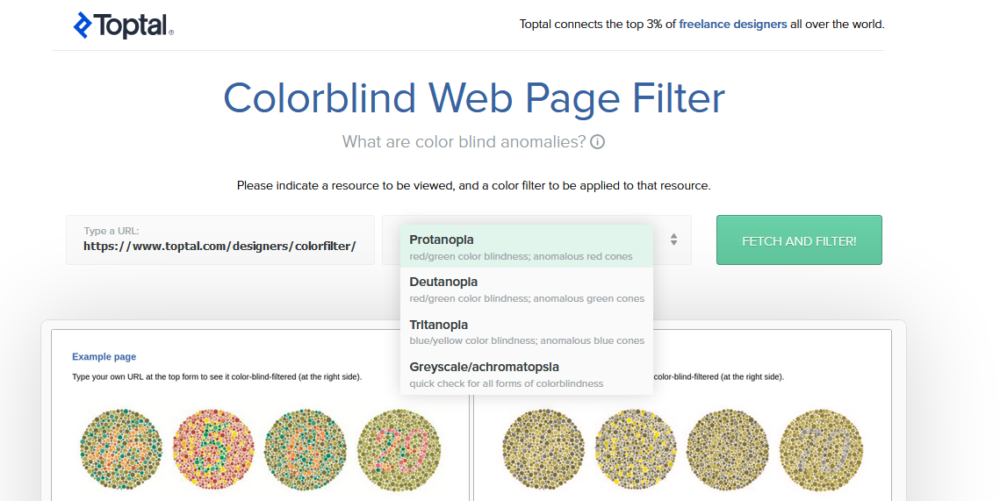 Toptal®
Toptal connects the top 3% of freelance designers all over the world.
Colorblind Web Page Filter
What are color blind anomalies?
Please indicate a resource to be viewed, and a color filter to be applied to that resource.
Type a URL:
https://www.toptal.com/designers/colorfilter/
Protanopia
red/green color blindness; anomalous red cones
Deutanopia
red/green color blindness; anomalous green cones
Tritanopia
blue/yellow color blindness; anomalous blue cones
Greyscale/achromatopsia
quick check for all forms of colorblindness
FETCH AND FILTER!
Example page
Type your own URL at the top form to see it color-blind-filtered (at the right side).
color-blind-filtered (at the right side).
5
29